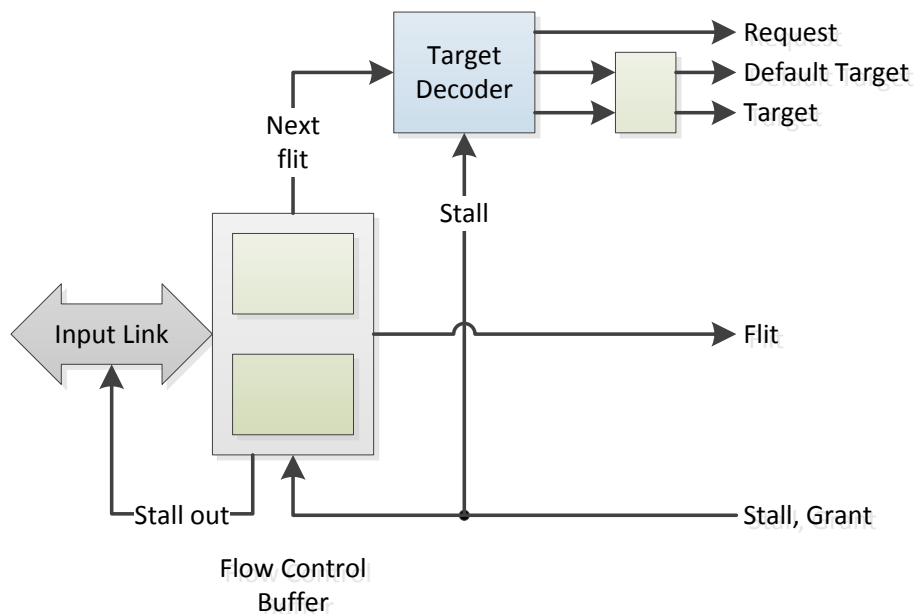 Request
Target
Decoder
Default Target
Target
Next
flit
Stall
Input Link
Flit
Stall out
Stall, Grant
Flow Control
Buffer